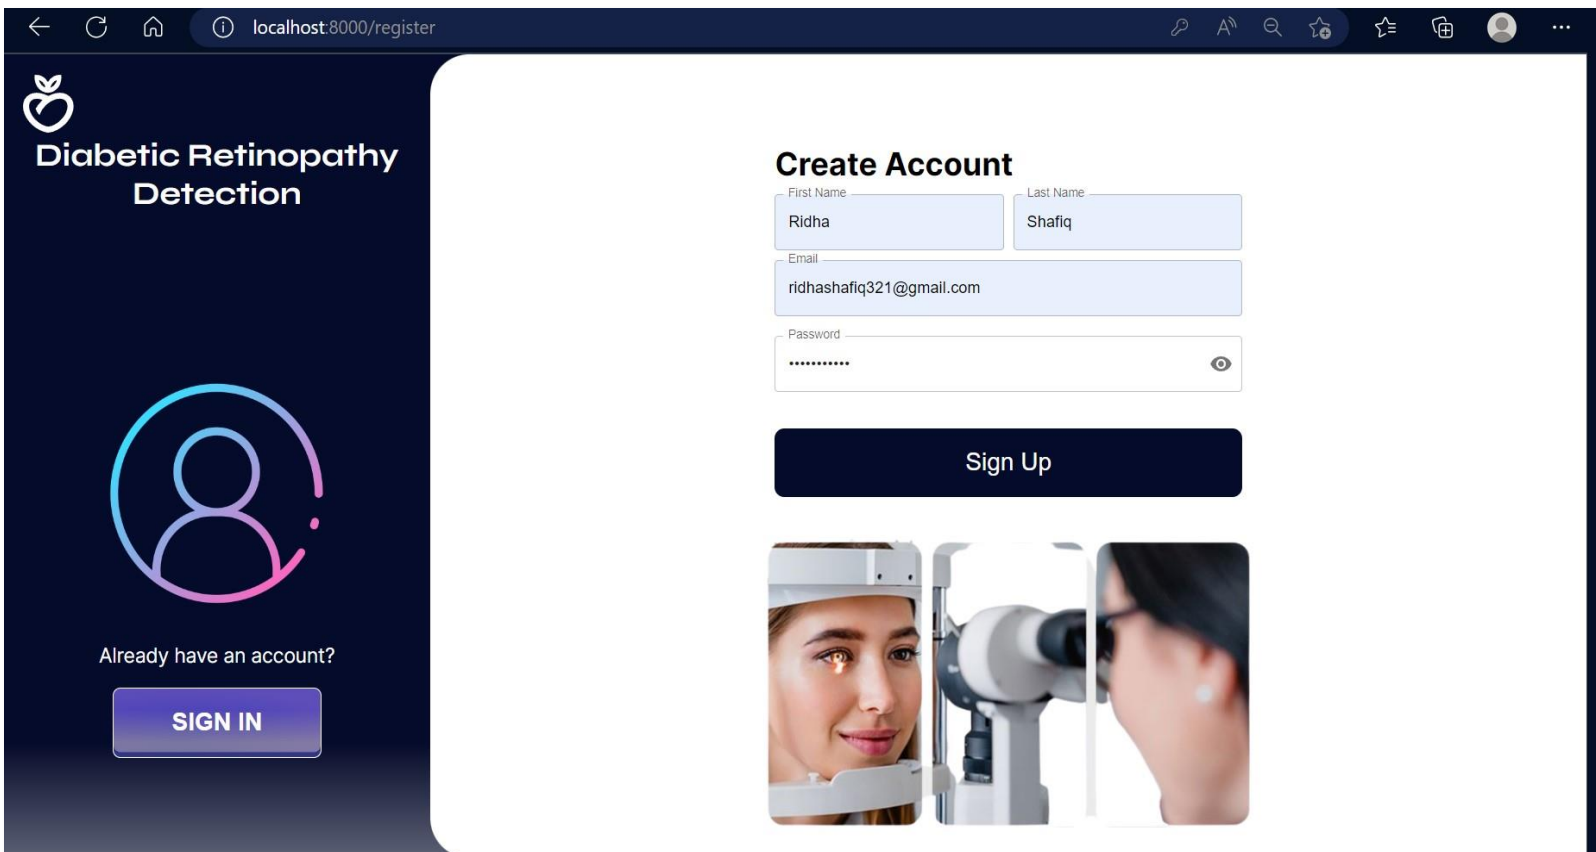 localhost:8000/register
Diabetic Retinopathy
Detection
Already have an account?
SIGN IN
Create Account
First Name
Ridha
Last Name
Shafiq
Email
ridhashafiq321@gmail.com
Password
•••••••••••
Sign Up